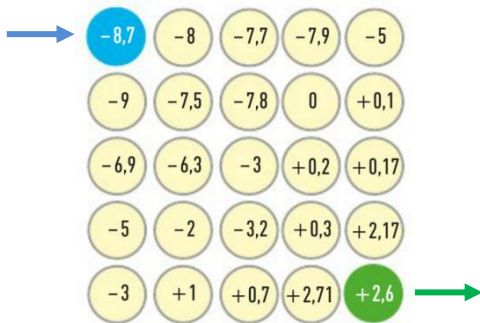 −8,7 −8 −7,7 −7,9 −5
−9 −7,5 −7,8 0 +0,1
−6,9 −6,3 −3 +0,2 +0,17
−5 −2 −3,2 +0,3 +2,17
−3 +1 +0,7 +2,71 +2,6